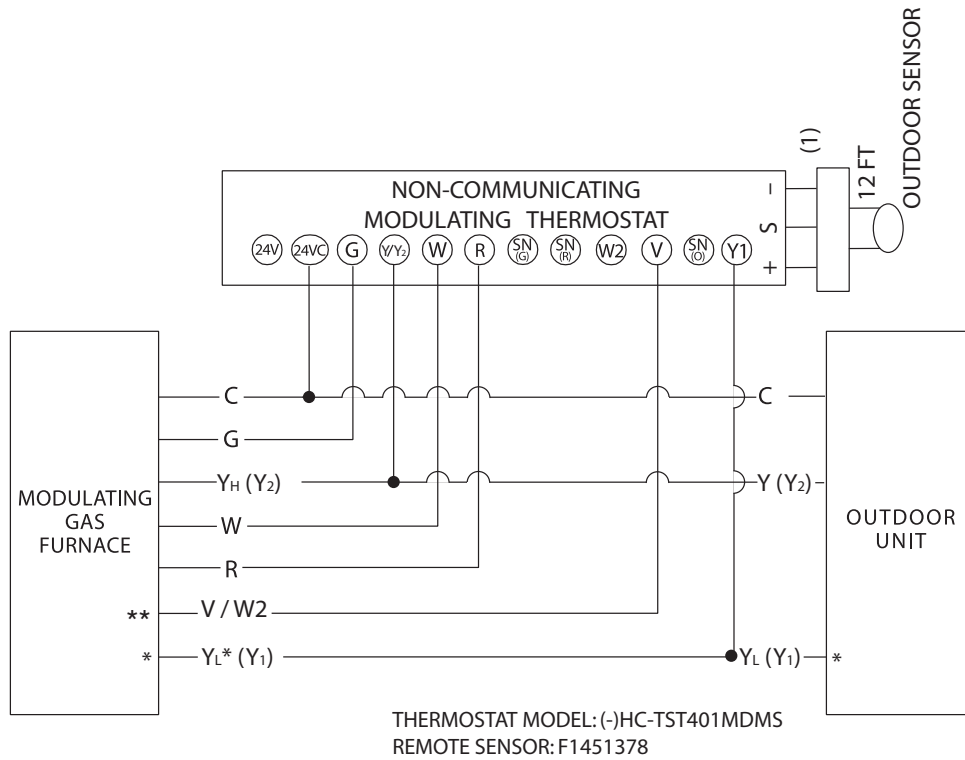 OUTDOOR SENSOR
(1)
12 FT
NON-COMMUNICATING
MODULATING THERMOSTAT
- S +
24V 24VC G Y/Y2 W R SN (G) SN (R) W2 V SN (O) Y1
C C
G
YH (Y2) Y (Y2)
MODULATING
GAS
FURNACE
OUTDOOR
UNIT
W
R
** V / W2
* YL* (Y1) YL (Y1) *
THERMOSTAT MODEL: (-)HC-TST401MDMS
REMOTE SENSOR: F1451378